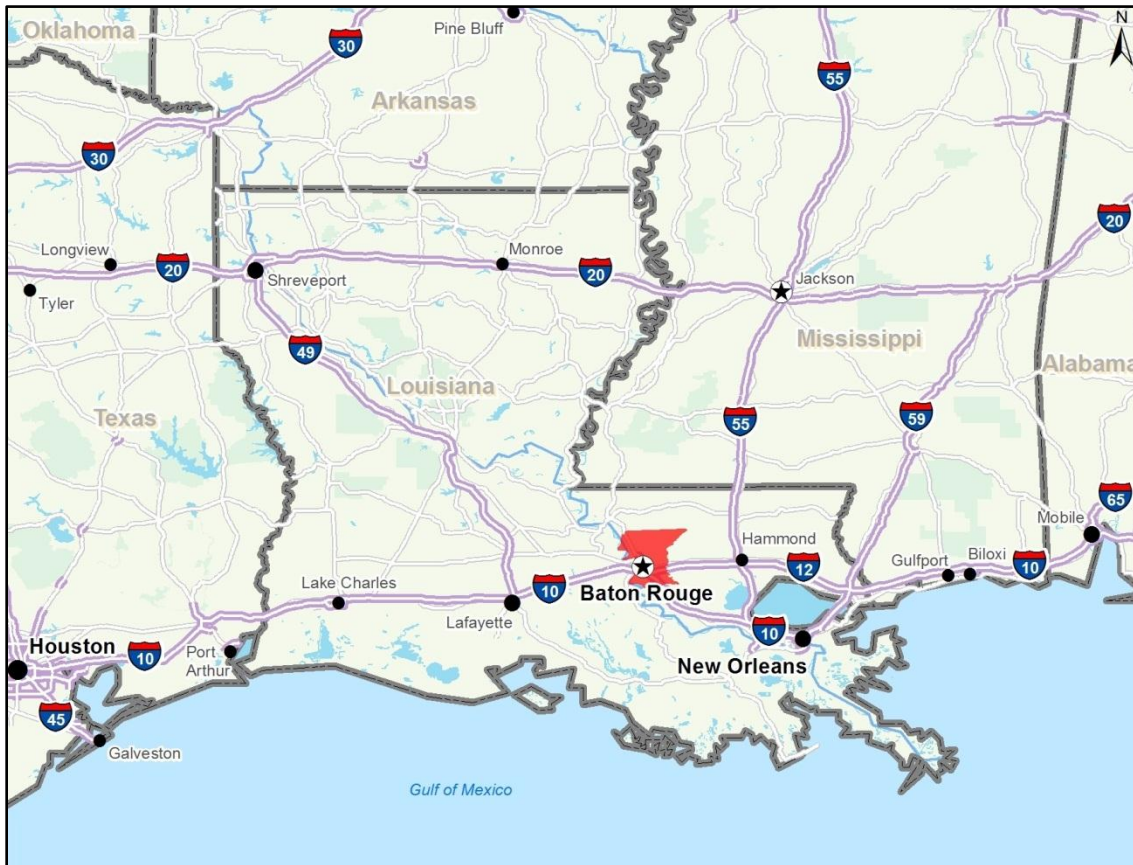 Oklahoma
Pine Bluff
N
30
55
Arkansas
30
20
Longview
20
Monroe
20
Shreveport
Jackson
Tyler
Mississippi
49
Louisiana
Alabama
Texas
55
59
65
Mobile
Hammond
Gulfport
Biloxi
12
10
Lake Charles
10
Baton Rouge
Lafayette
10
Houston
10
Port
Arthur
New Orleans
45
Galveston
Gulf of Mexico